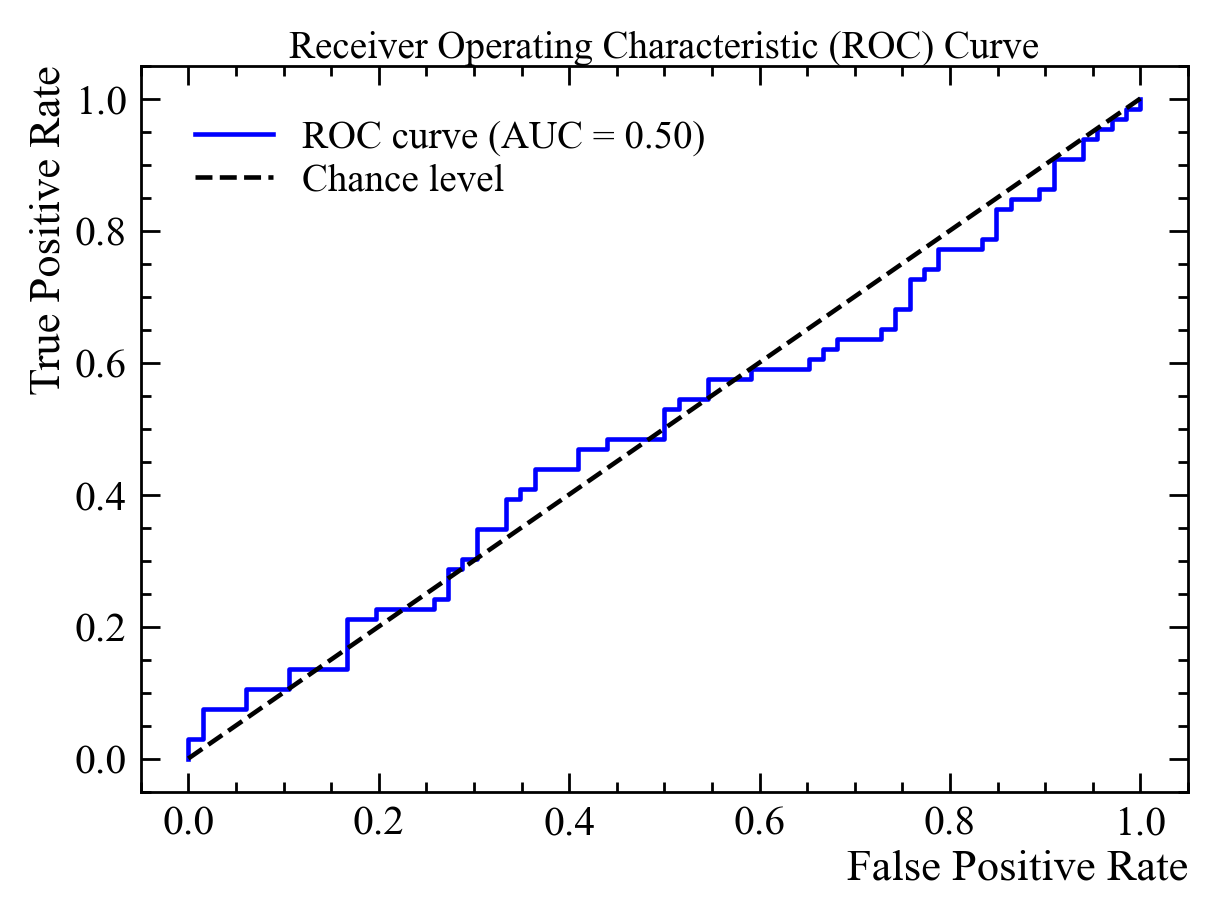 Receiver Operating Characteristic (ROC) Curve
True Positive Rate
1.0
0.8
0.6
0.4
0.2
0.0
ROC curve (AUC = 0.50)
Chance level
0.0 0.2 0.4 0.6 0.8 1.0
False Positive Rate